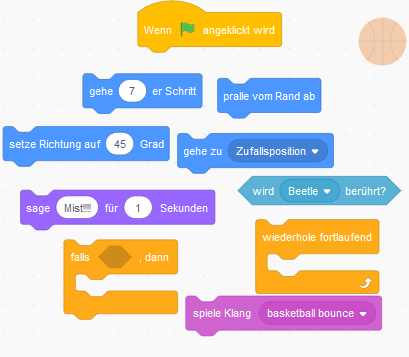 Wenn angeklickt wird
gehe 7 er Schritt
pralle vom Rand ab
setze Richtung auf 45 Grad
gehe zu Zufallsposition
wird Beetle berührt?
sage Mist!!!! für 1 Sekunden
wiederhole fortlaufend
falls , dann
spiele Klang basketball bounce